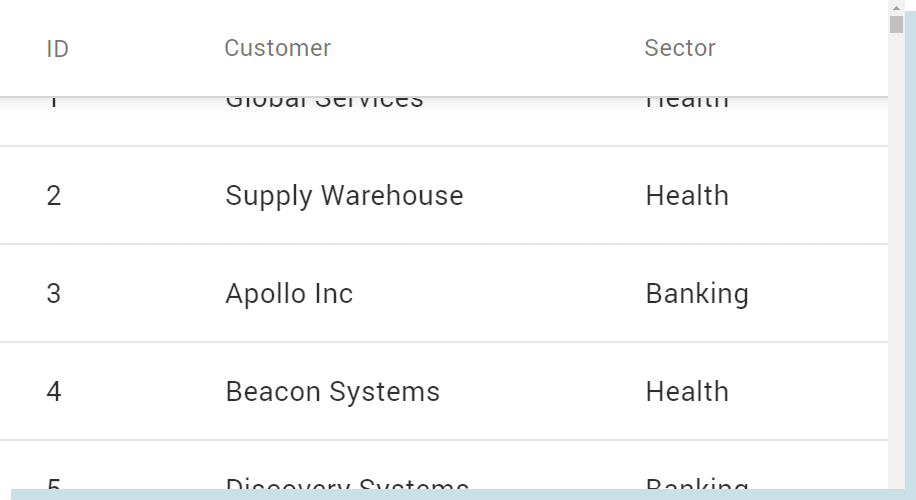 ID Customer Sector
1 Global Services Health
2 Supply Warehouse Health
3 Apollo Inc Banking
4 Beacon Systems Health
5 Discovery Systems Banking